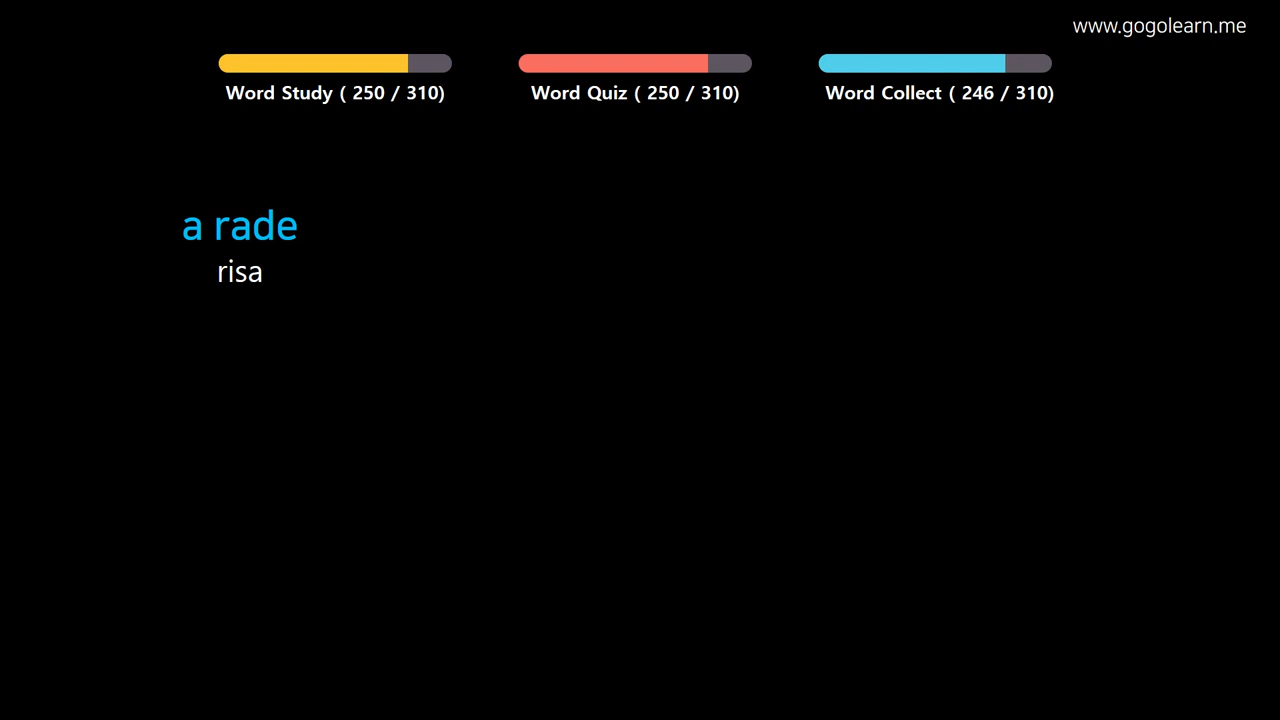 www.gogolearn.me
Word Study ( 250 / 310)
Word Quiz ( 250 / 310)
Word Collect ( 246 / 310)
a rade
risa